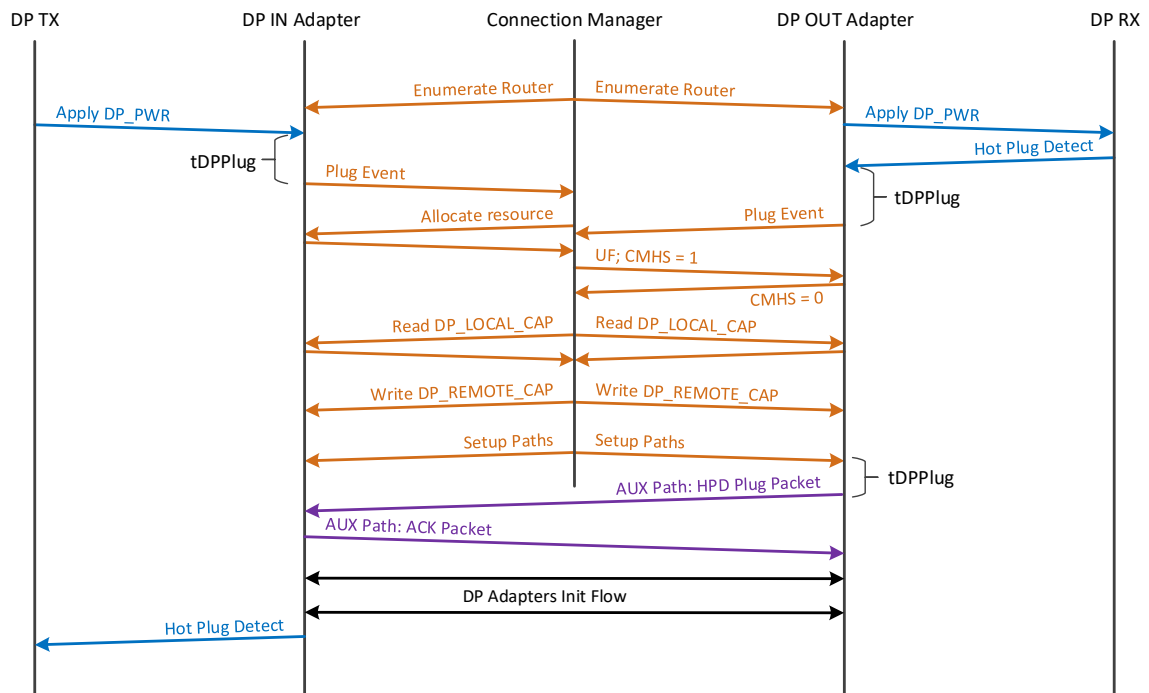 DP TX
DP IN Adapter
Connection Manager
DP OUT Adapter
DP RX
Enumerate Router
Enumerate Router
Apply DP_PWR
Apply DP_PWR
Hot Plug Detect
tDPPlug
Plug Event
tDPPlug
Allocate resource
Plug Event
UF; CMHS = 1
CMHS = 0
Read DP_LOCAL_CAP
Read DP_LOCAL_CAP
Write DP_REMOTE_CAP
Write DP_REMOTE_CAP
Setup Paths
Setup Paths
tDPPlug
AUX Path: HPD Plug Packet
AUX Path: ACK Packet
DP Adapters Init Flow
Hot Plug Detect